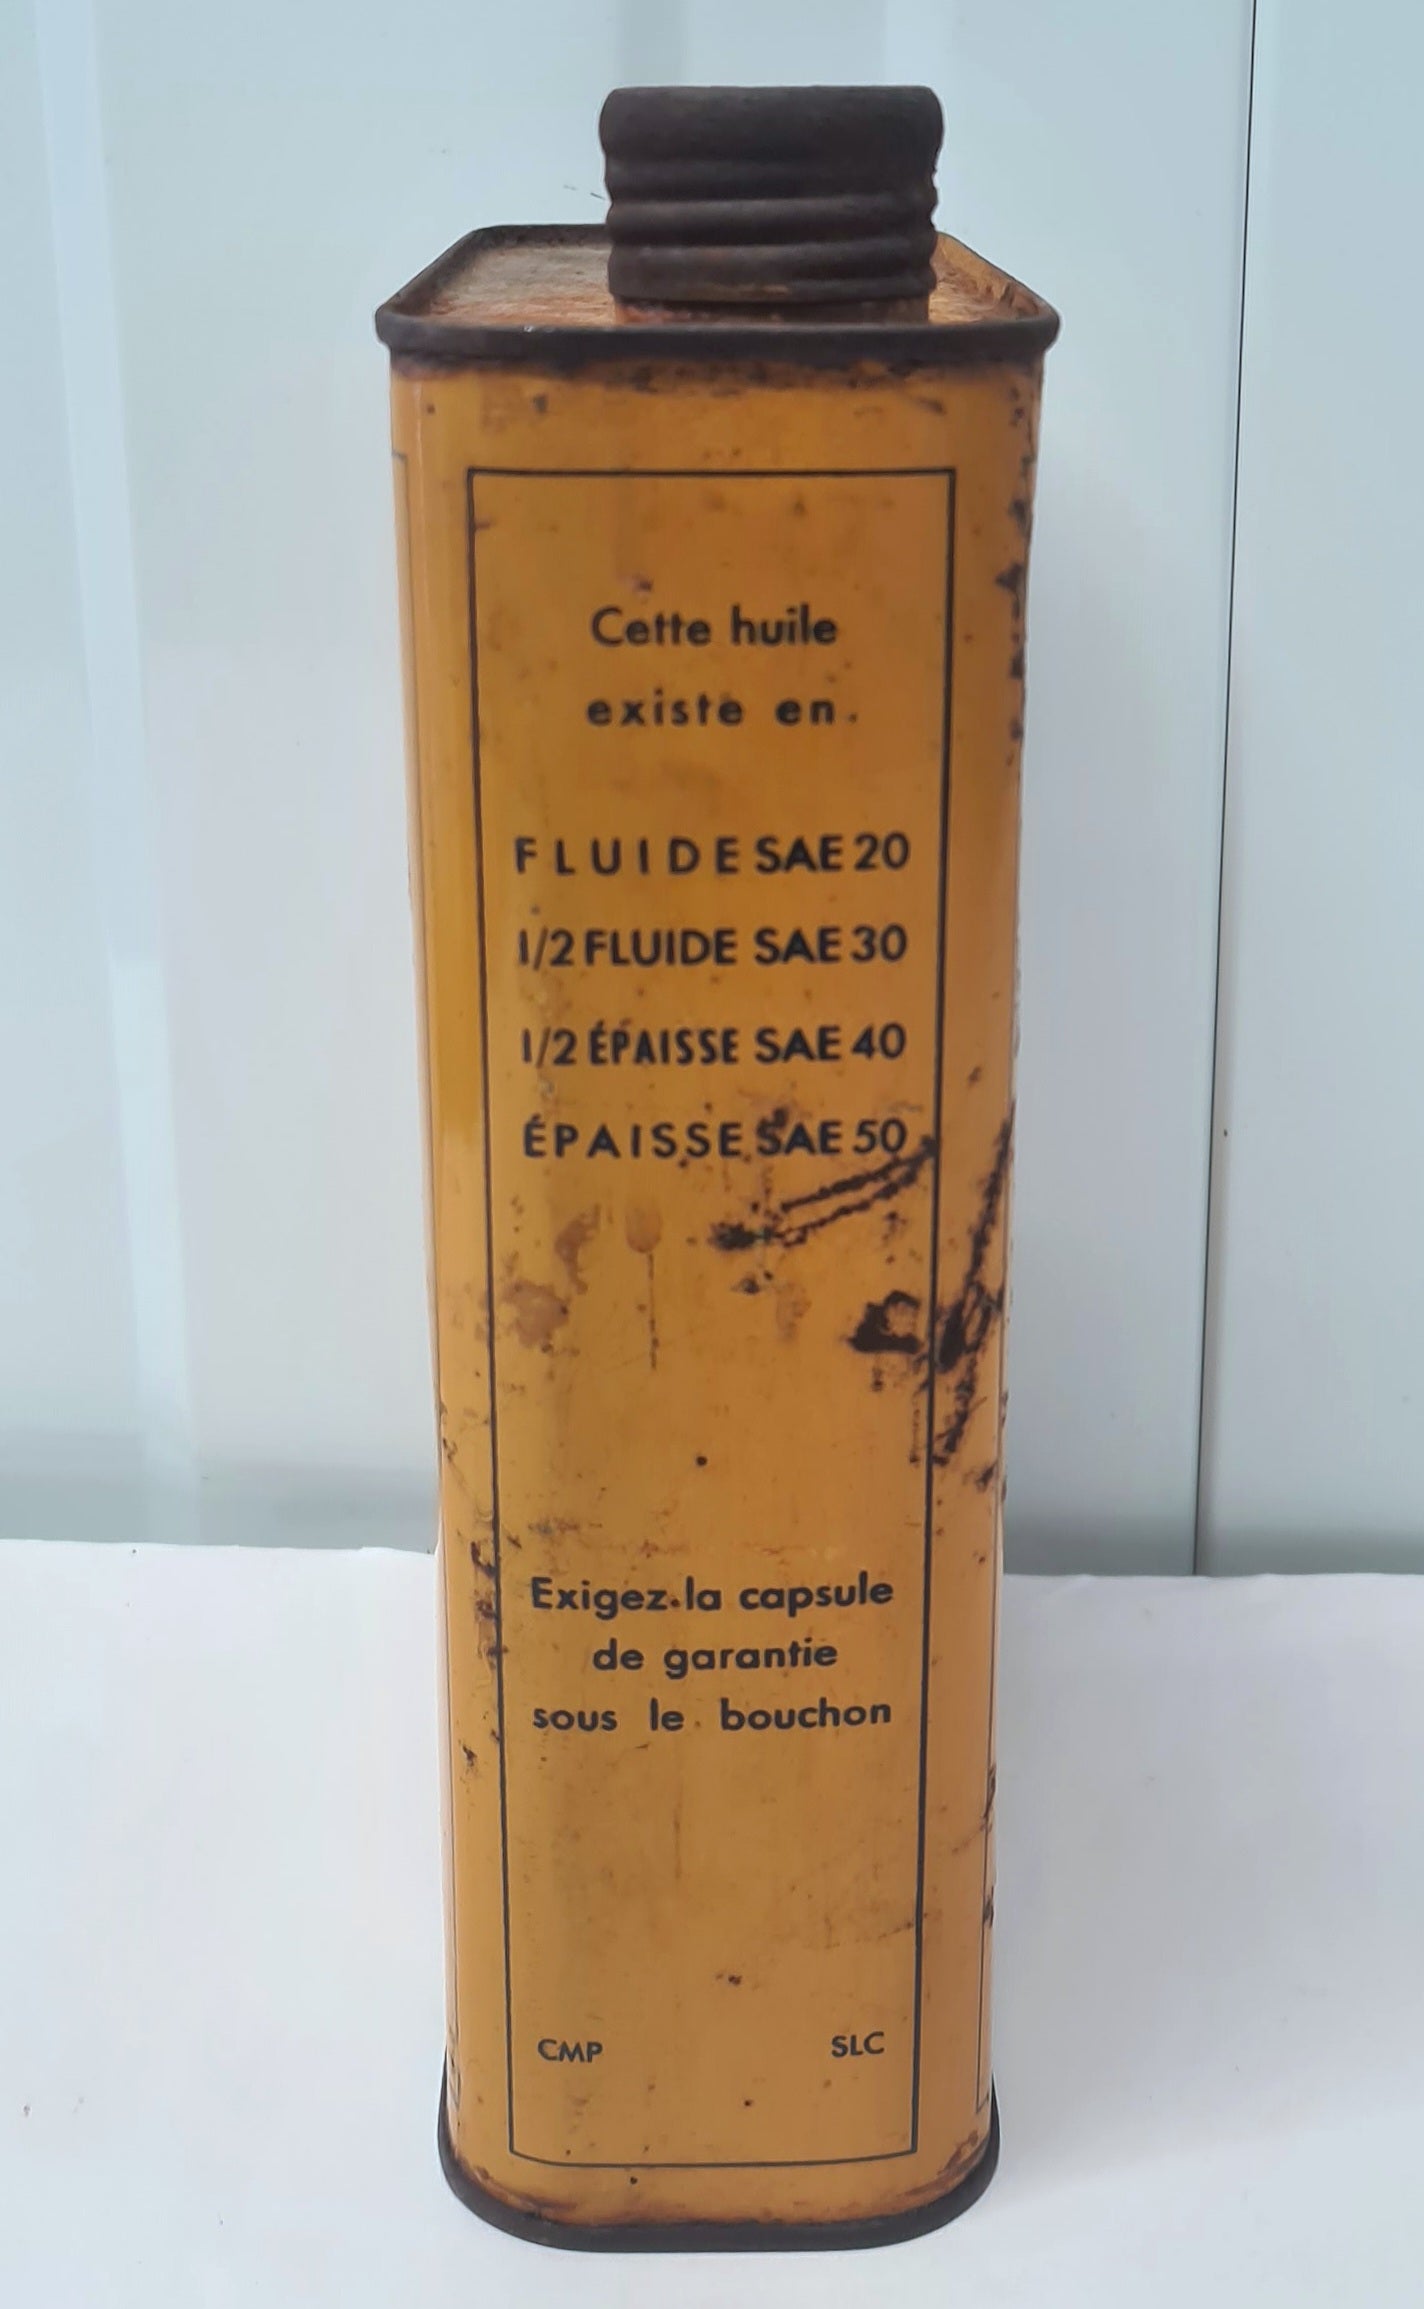 Cette huile
existe en.
FLUIDE SAE 20
1/2 FLUIDE SAE 30
1/2 ÉPAISSE SAE 40
ÉPAISSE SAE 50
Exigez la capsule
de garantie
sous le bouchon
CMP SLC